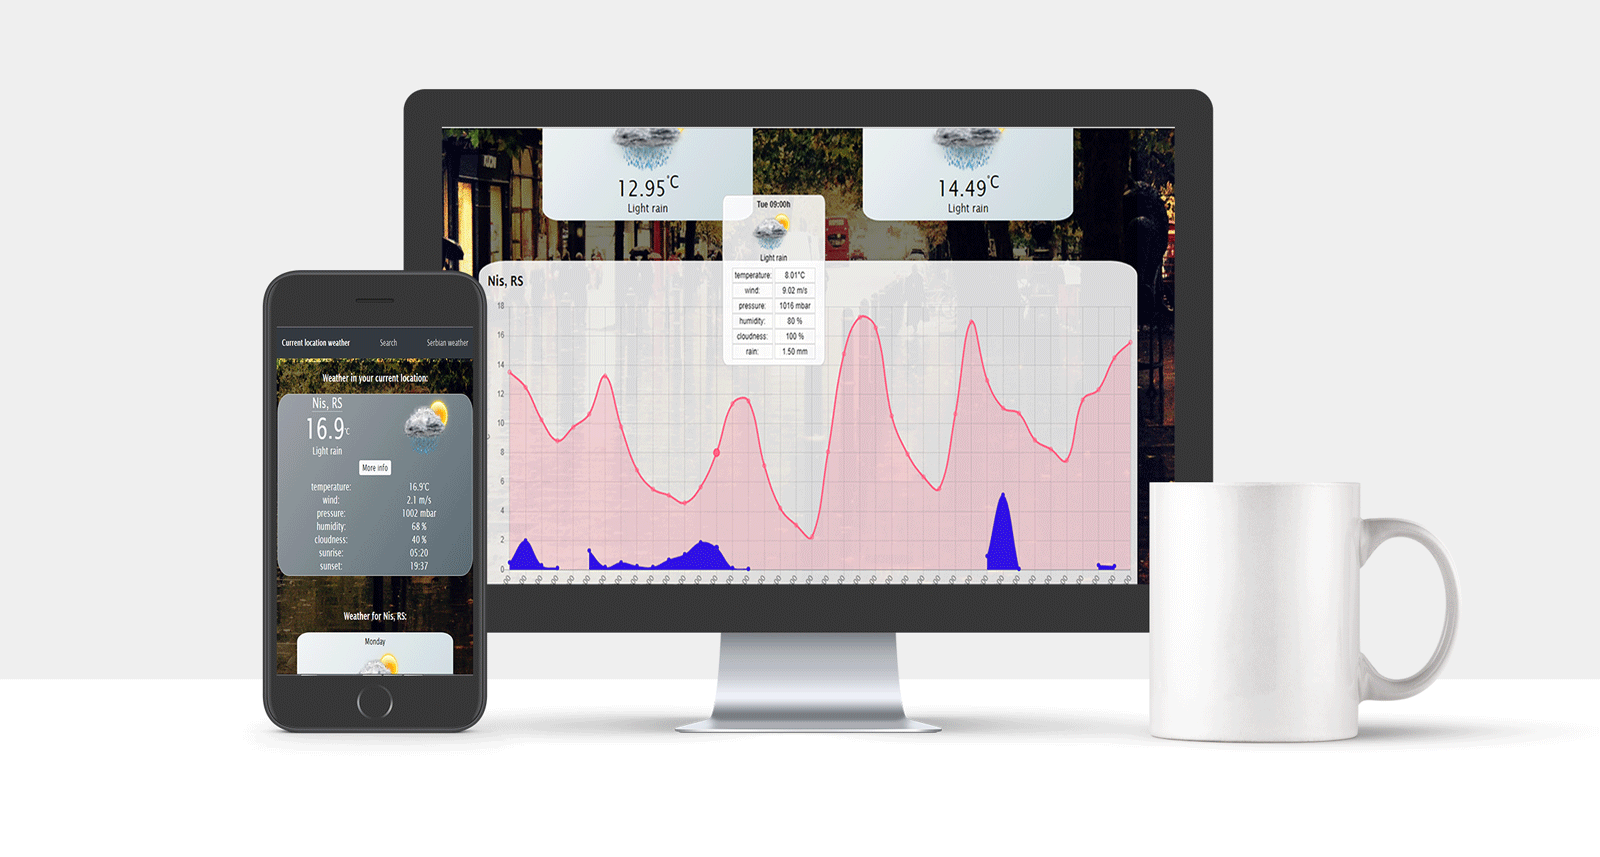 12.95°C
Light rain
14.49°C
Light rain
Tue 09:00h
Light rain
temperature: 8.01°C
wind: 9.02 m/s
pressure: 1016 mbar
humidity: 80 %
cloudness: 100 %
rain: 1.50 mm
Nis, RS
18
16
14
12
10
8
6
4
2
0
Current location weather Search Serbian weather
Weather in your current location:
Nis, RS
16.9°C
Light rain
More info
temperature: 16.9°C
wind: 2.1 m/s
pressure: 1002 mbar
humidity: 68 %
cloudness: 40 %
sunrise: 05:20
sunset: 19:37
Weather for Nis, RS:
Monday